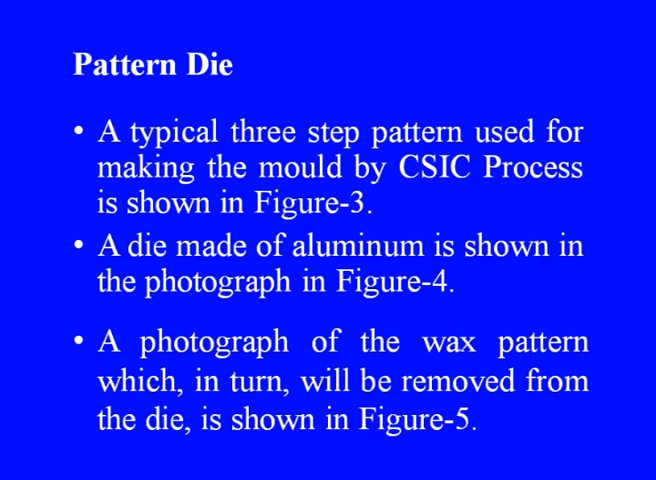 Pattern Die
• A typical three step pattern used for
making the mould by CSIC Process
is shown in Figure-3.
• A die made of aluminum is shown in
the photograph in Figure-4.
• A photograph of the wax pattern
which, in turn, will be removed from
the die, is shown in Figure-5.